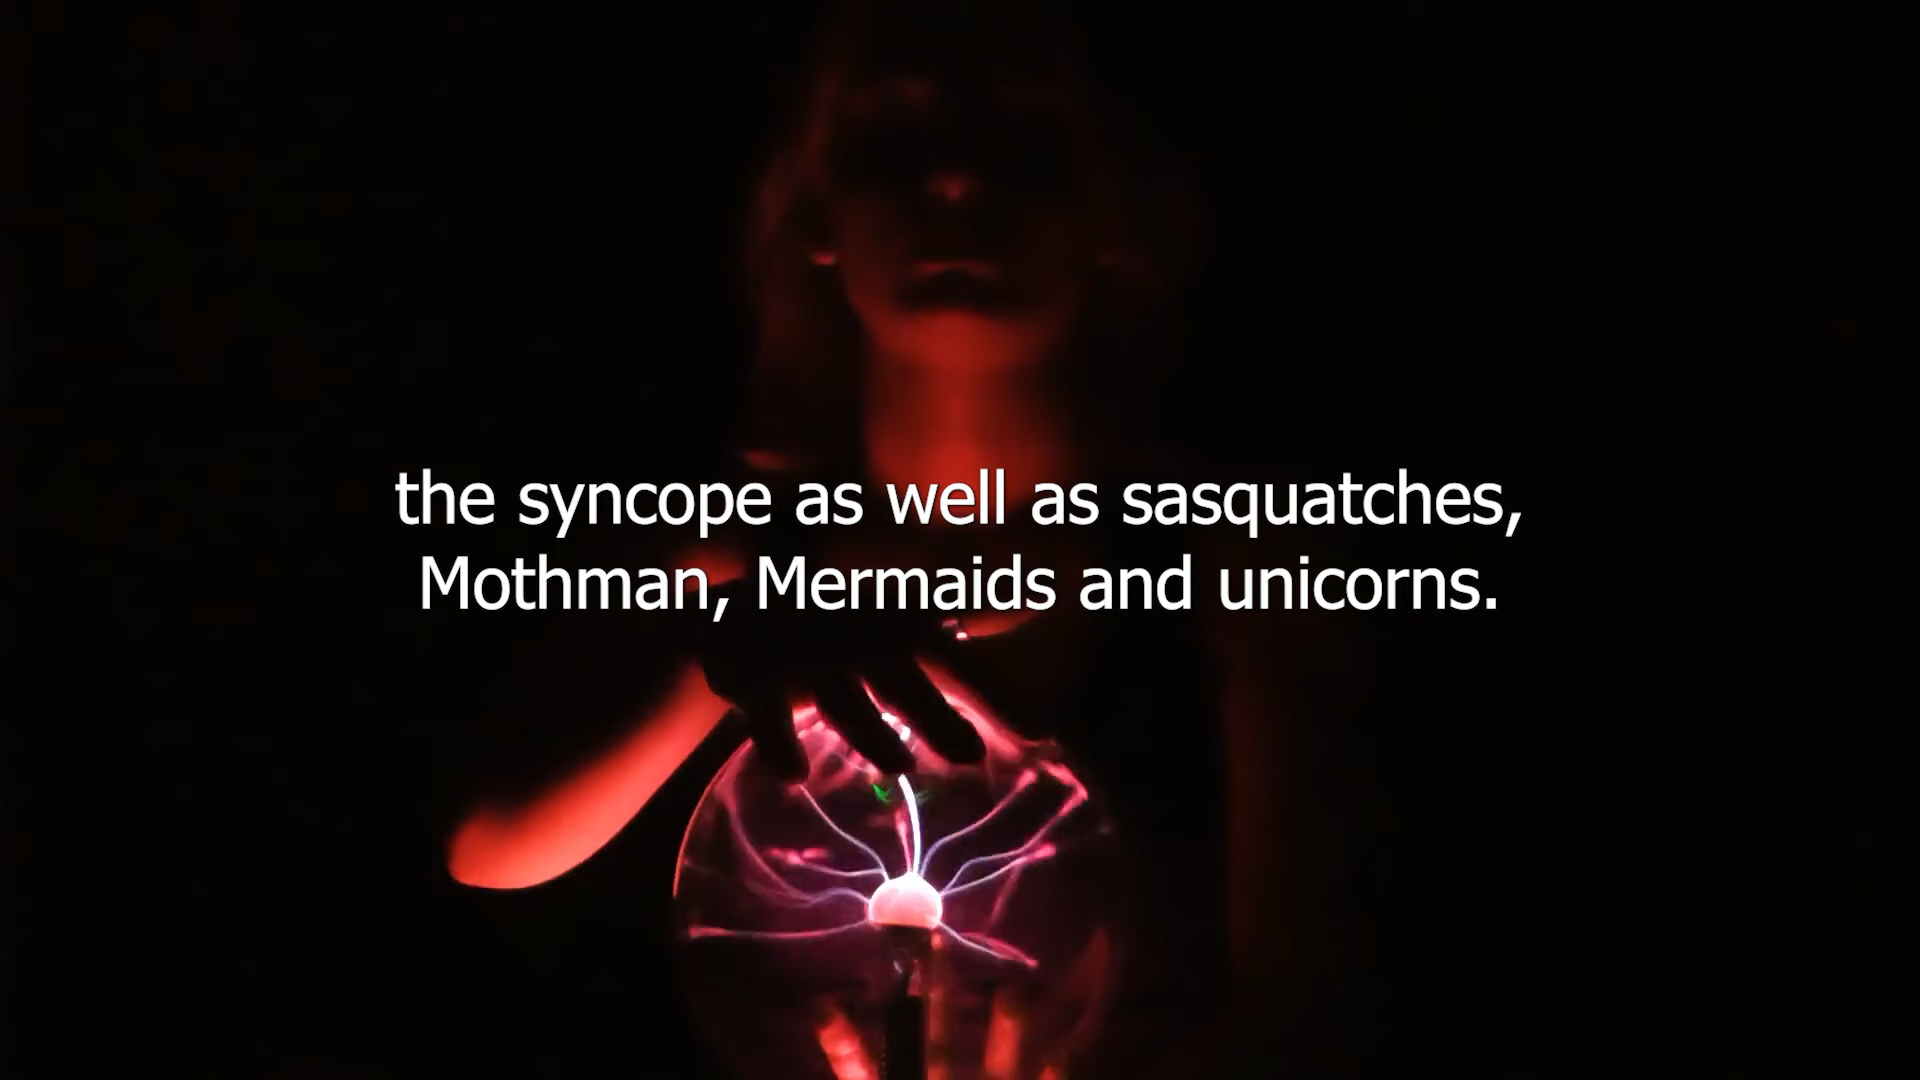 the syncope as well as sasquatches,
Mothman, Mermaids and unicorns.